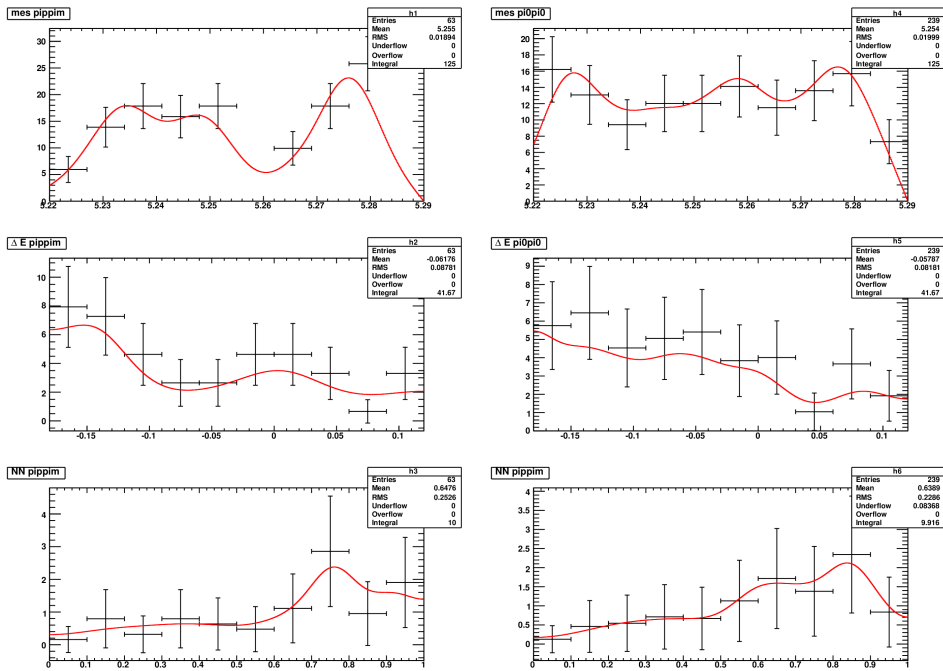 mes pippim
h1
Entries 63
Mean 5.255
RMS 0.01894
Underflow 0
Overflow 0
Integral 125
30
25
20
15
10
5
0
5.22 5.23 5.24 5.25 5.26 5.27 5.28 5.29
mes pi0pi0
h4
Entries 239
Mean 5.254
RMS 0.01999
Underflow 0
Overflow 0
Integral 125
20
18
16
14
12
10
8
6
4
2
0
5.22 5.23 5.24 5.25 5.26 5.27 5.28 5.29
Δ E pippim
h2
Entries 63
Mean -0.06176
RMS 0.08781
Underflow 0
Overflow 0
Integral 41.67
10
8
6
4
2
0
-0.15 -0.1 -0.05 0 0.05 0.1
Δ E pi0pi0
h5
Entries 239
Mean -0.05787
RMS 0.08181
Underflow 0
Overflow 0
Integral 41.67
9
8
7
6
5
4
3
2
1
0
-0.15 -0.1 -0.05 0 0.05 0.1
NN pippim
h3
Entries 63
Mean 0.6476
RMS 0.2526
Underflow 0
Overflow 0
Integral 10
4
3
2
1
0
0 0.1 0.2 0.3 0.4 0.5 0.6 0.7 0.8 0.9 1
NN pippim
h6
Entries 239
Mean 0.6389
RMS 0.2286
Underflow 0.08368
Overflow 0
Integral 9.916
4
3.5
3
2.5
2
1.5
1
0.5
0
0 0.1 0.2 0.3 0.4 0.5 0.6 0.7 0.8 0.9 1